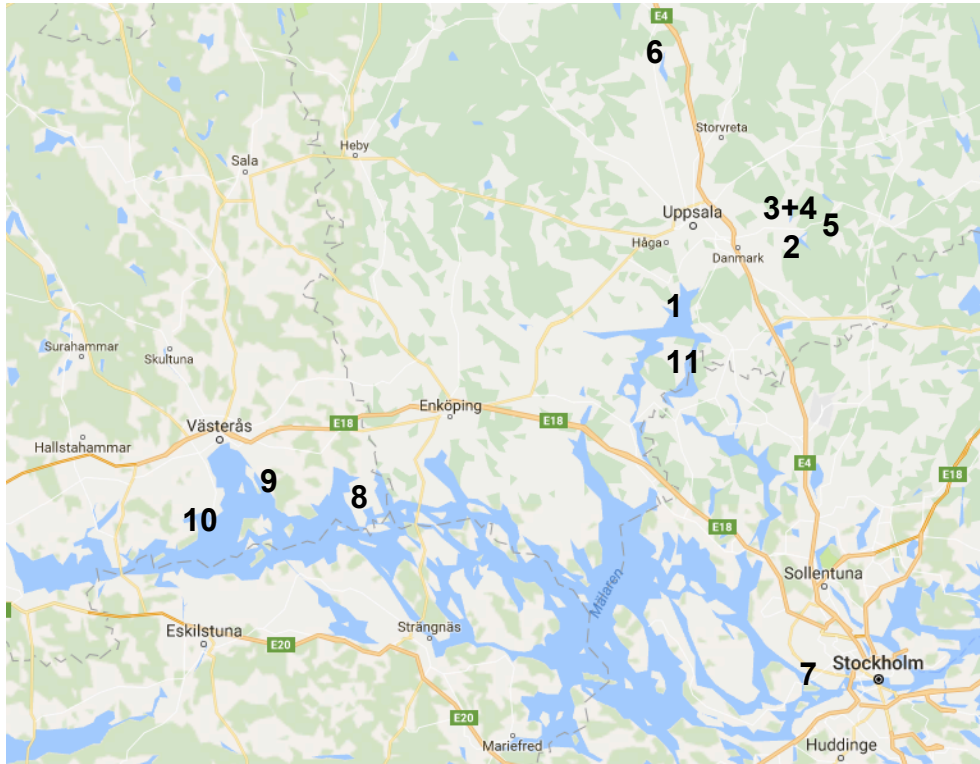 E4
6
Storvreta
Heby
Sala
3+4
Uppsala
5
Håga
2
Danmark
1
Surahammar
Skultuna
11
Enköping
E18
E18
Västerås
Hallstahammar
E4
E18
9
8
10
E18
Mälaren
Sollentuna
Eskilstuna
Strängnäs
E20
Stockholm
7
E20
Mariefred
Huddinge